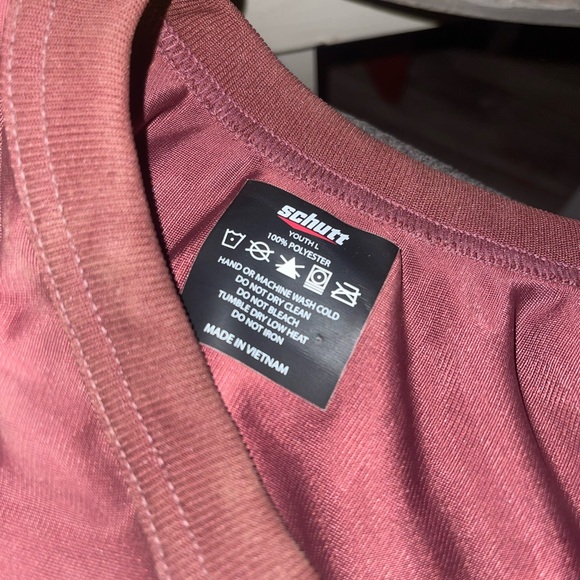 schutt
YOUTH L
100% POLYESTER
HAND OR MACHINE WASH COLD
DO NOT DRY CLEAN
DO NOT BLEACH
TUMBLE DRY LOW HEAT
DO NOT IRON
MADE IN VIETNAM